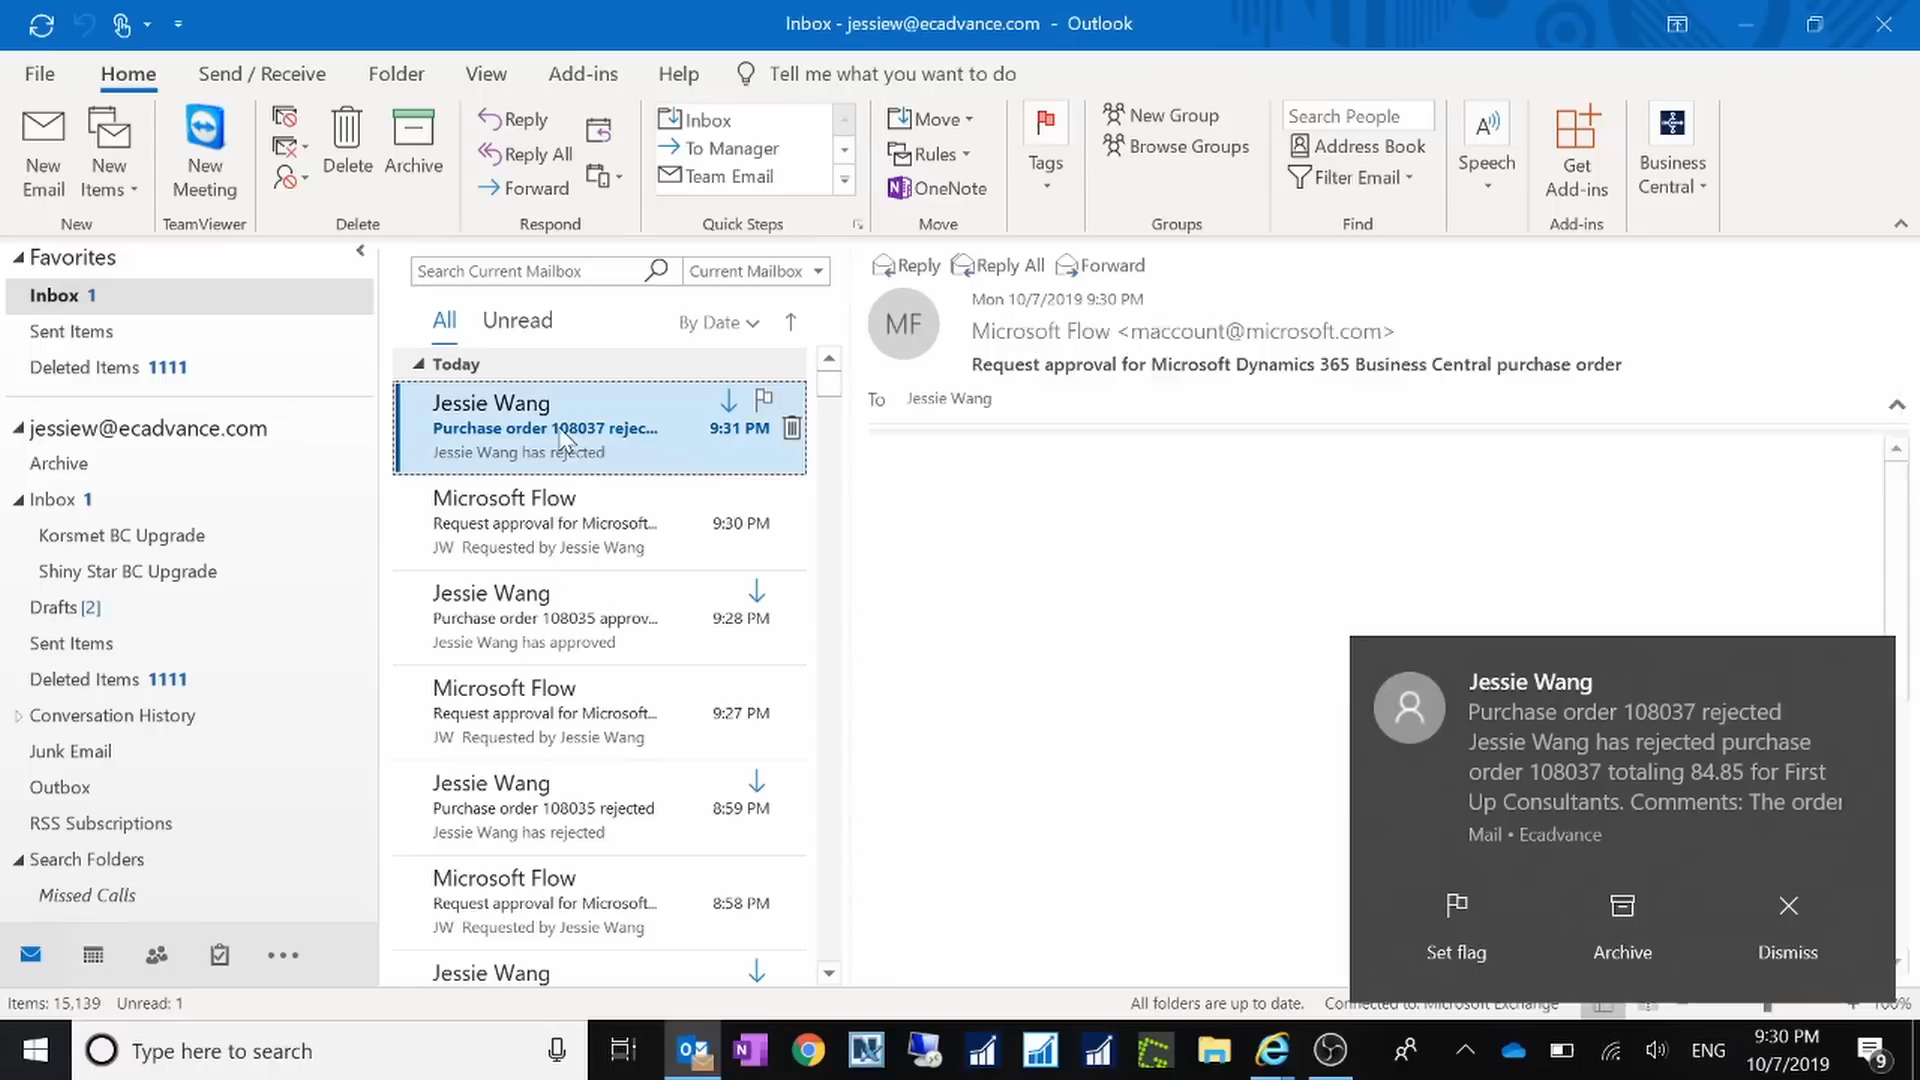 Inbox - jessiew@ecadvance.com - Outlook
File Home Send / Receive Folder View Add-ins Help Tell me what you want to do
New Email
New Items
New
New Meeting
TeamViewer
Delete
Archive
Delete
Reply
Reply All
Forward
Respond
Inbox
To Manager
Team Email
Quick Steps
Move
Rules
OneNote
Move
Tags
New Group
Browse Groups
Groups
Search People
Address Book
Filter Email
Find
Speech
Get Add-ins
Add-ins
Business Central
Favorites
Inbox 1
Sent Items
Deleted Items 1111
jessiew@ecadvance.com
Archive
Inbox 1
Korsmet BC Upgrade
Shiny Star BC Upgrade
Drafts [2]
Sent Items
Deleted Items 1111
Conversation History
Junk Email
Outbox
RSS Subscriptions
Search Folders
Missed Calls
Search Current Mailbox Current Mailbox
All Unread By Date
Today
Jessie Wang
Purchase order 108037 rejec... 9:31 PM
Jessie Wang has rejected
Microsoft Flow
Request approval for Microsoft... 9:30 PM
JW Requested by Jessie Wang
Jessie Wang
Purchase order 108035 approv... 9:28 PM
Jessie Wang has approved
Microsoft Flow
Request approval for Microsoft... 9:27 PM
JW Requested by Jessie Wang
Jessie Wang
Purchase order 108035 rejected 8:59 PM
Jessie Wang has rejected
Microsoft Flow
Request approval for Microsoft... 8:58 PM
JW Requested by Jessie Wang
Jessie Wang
Reply Reply All Forward
Mon 10/7/2019 9:30 PM
MF
Microsoft Flow <maccount@microsoft.com>
Request approval for Microsoft Dynamics 365 Business Central purchase order
To Jessie Wang
Jessie Wang
Purchase order 108037 rejected
Jessie Wang has rejected purchase
order 108037 totaling 84.85 for First
Up Consultants. Comments: The order
Mail • Ecadvance
Set flag Archive Dismiss
Items: 15,139 Unread: 1 All folders are up to date. Connected to: Microsoft Exchange 100%
Type here to search
ENG
9:30 PM
10/7/2019
9